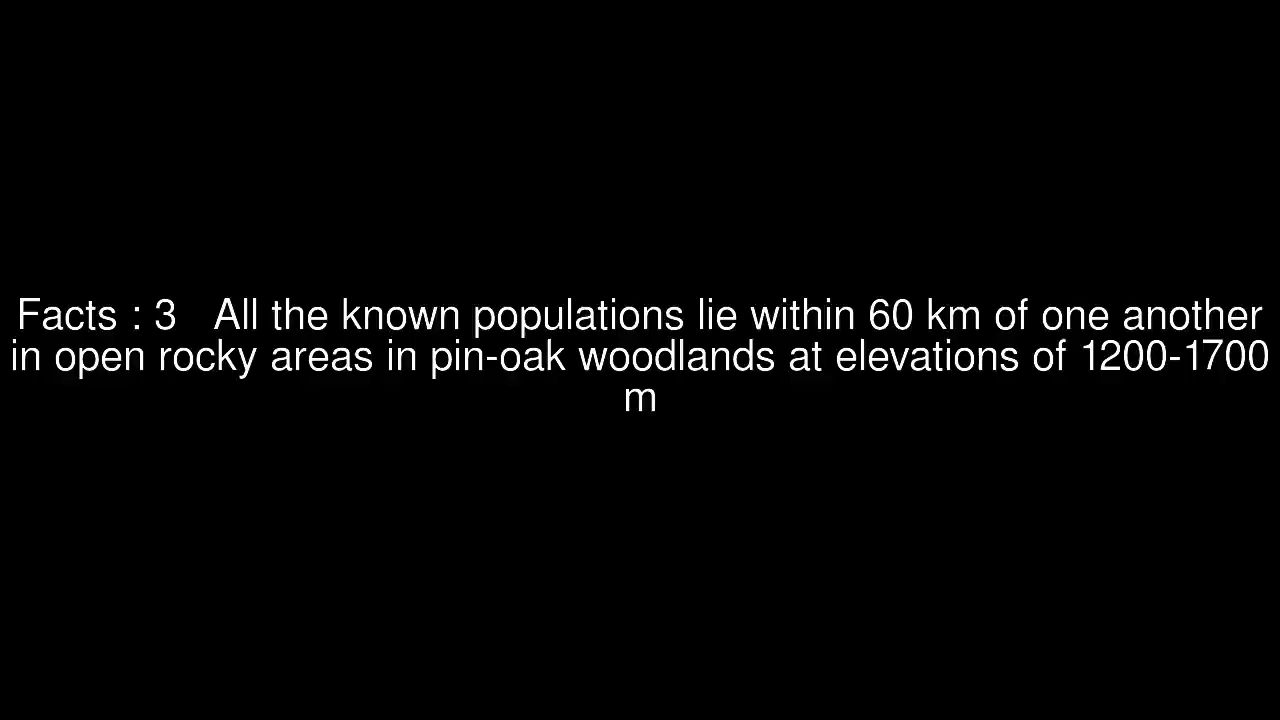 Facts : 3   All the known populations lie within 60 km of one another
in open rocky areas in pin-oak woodlands at elevations of 1200-1700
m